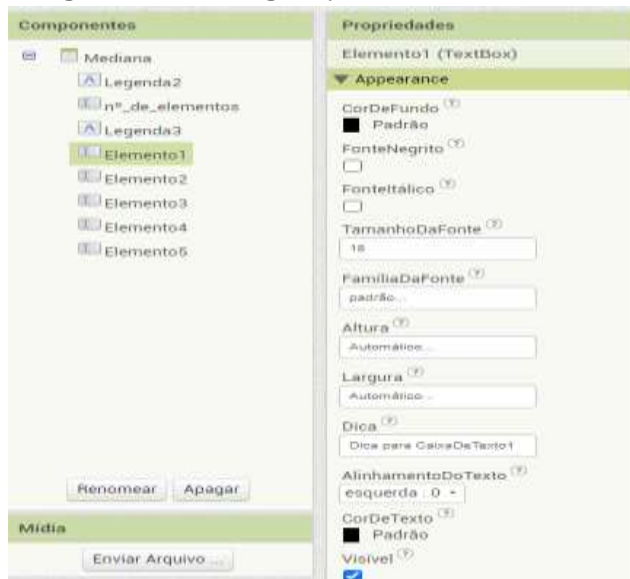 Componentes
Mediana
Legenda2
nº_de_elementos
Legenda3
Elemento1
Elemento2
Elemento3
Elemento4
Elemento5
Renomear Apagar
Mídia
Enviar Arquivo ...
Propriedades
Elemento1 (TextBox)
Appearance
CorDeFundo
Padrão
FonteNegrito
FonteItálico
TamanhoDaFonte
18
FamíliaDaFonte
padrão...
Altura
Automático...
Largura
Automático...
Dica
Dica para CaixaDeTexto1
AlinhamentoDoTexto
esquerda : 0
CorDeTexto
Padrão
Visível